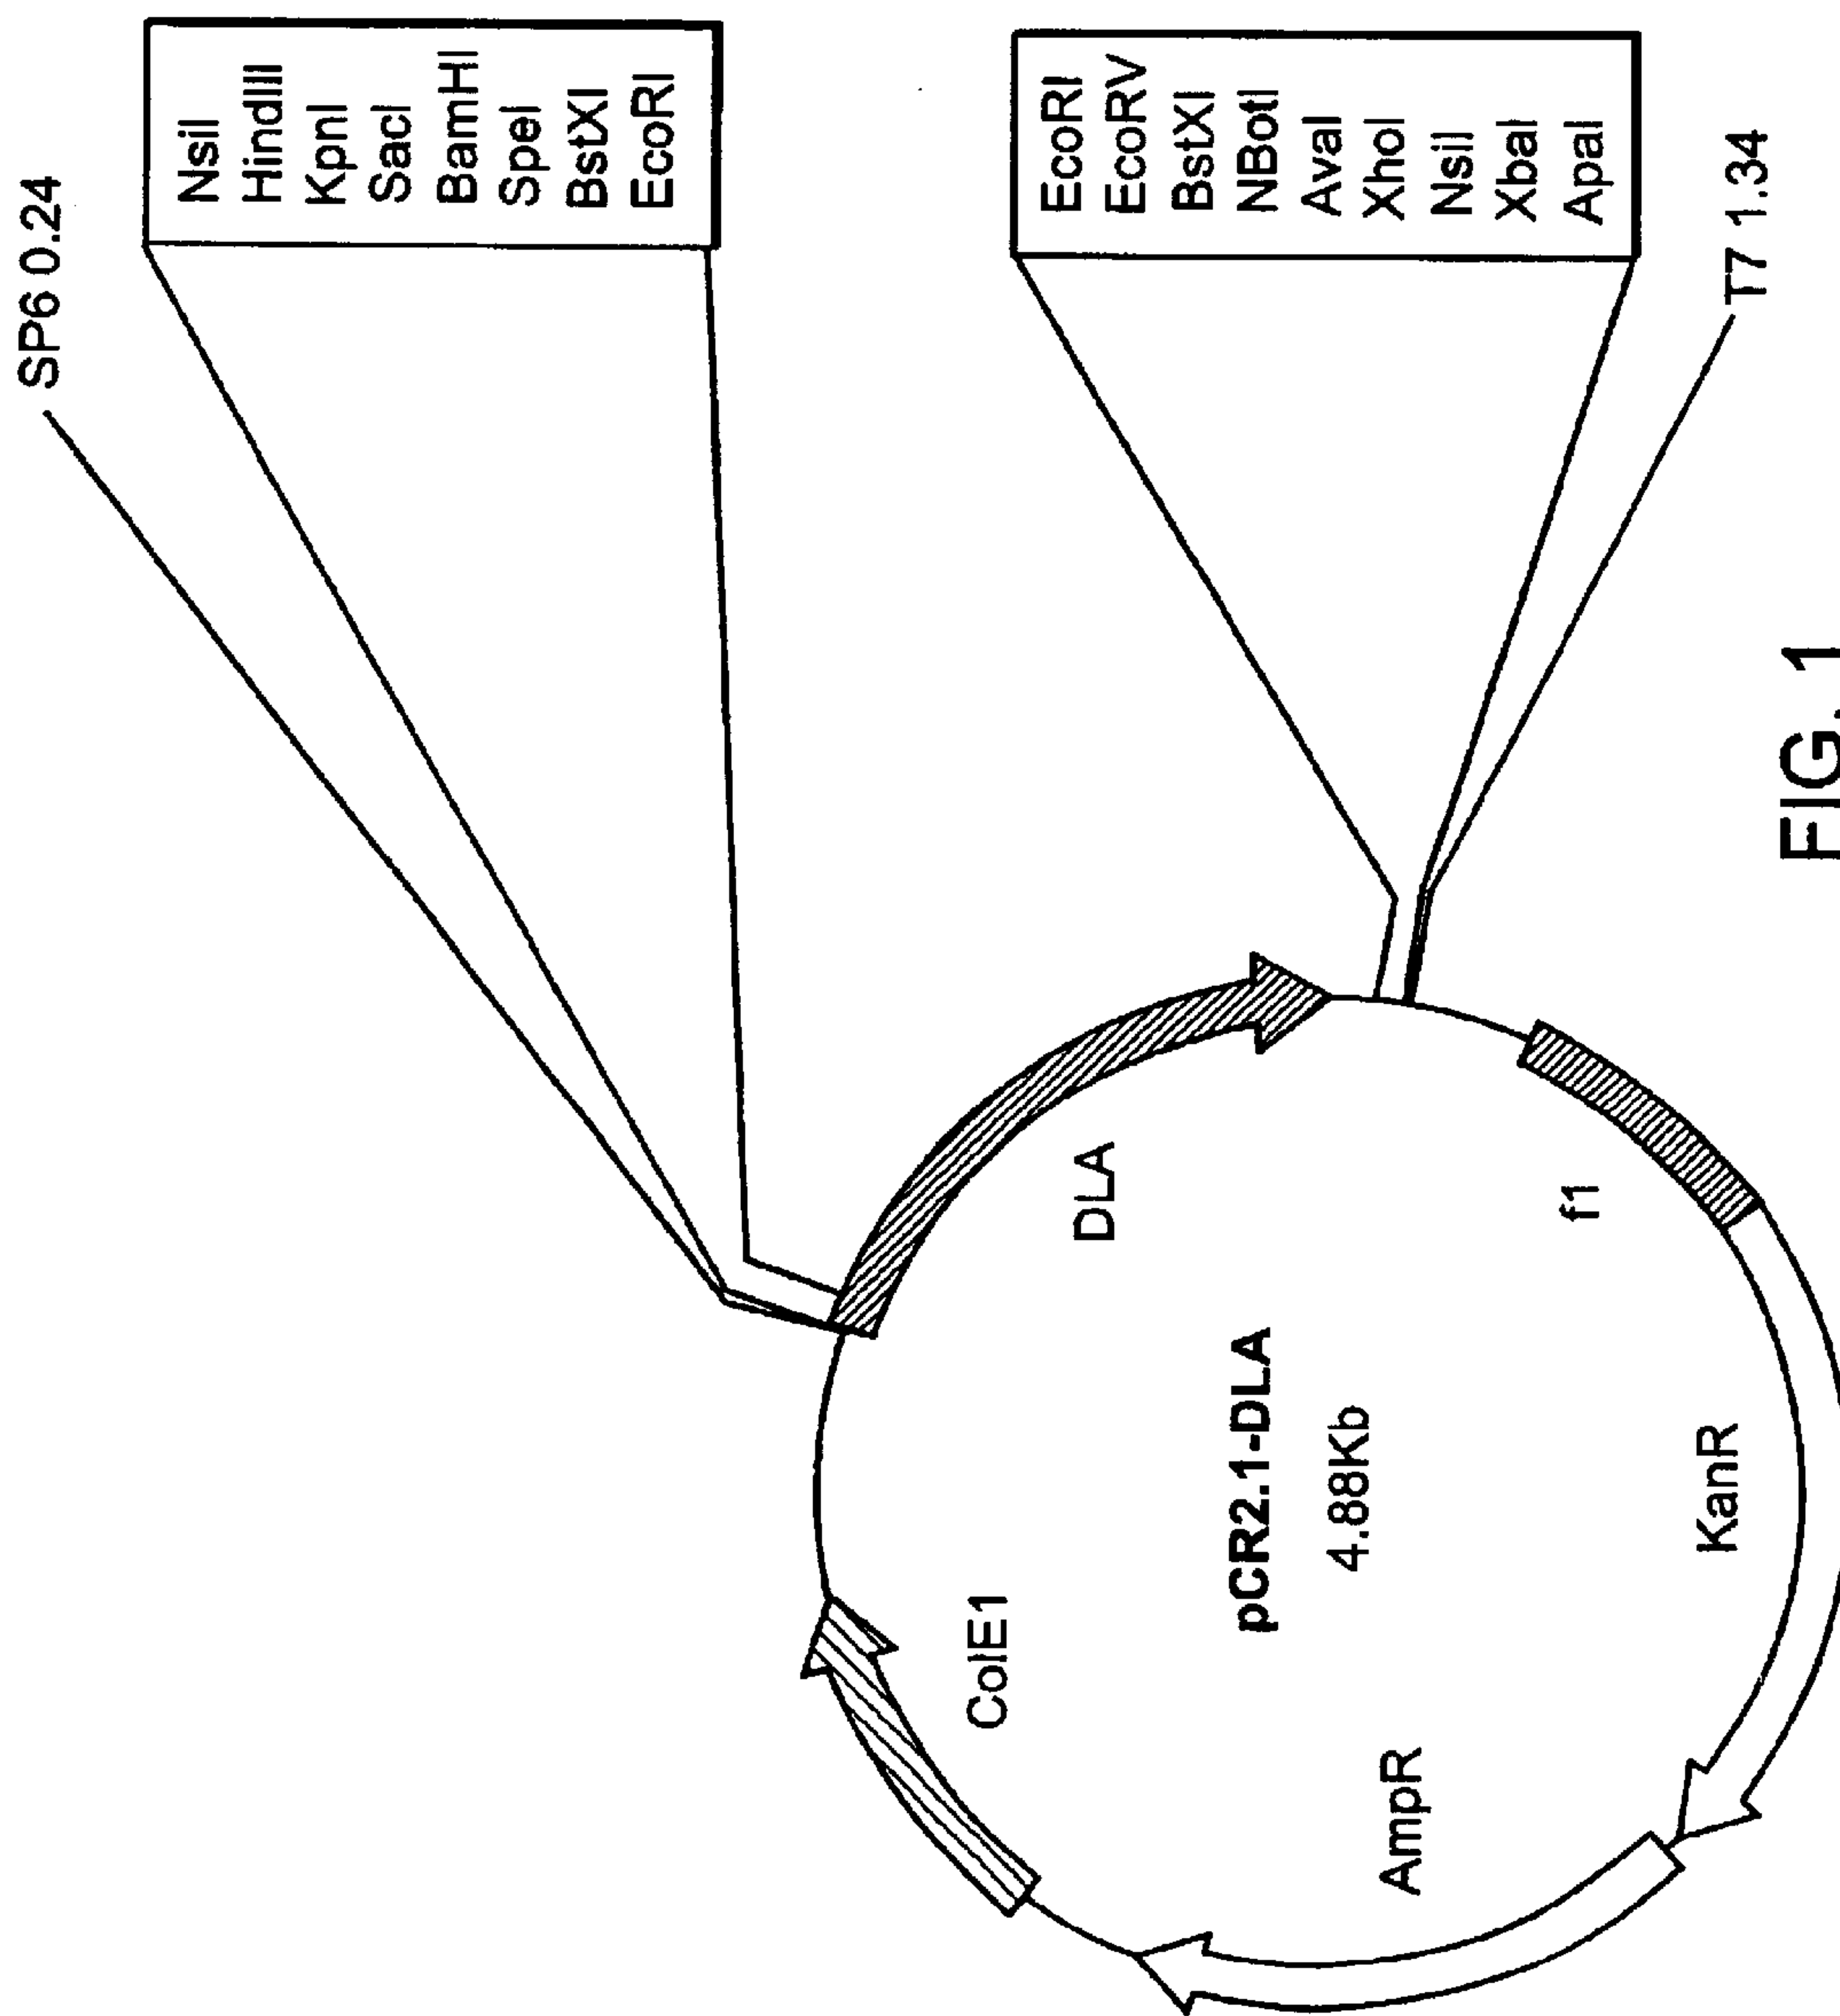 SP6 0.24
NsiI
HindIII
KpnI
SacI
BamHI
SpeI
BstXI
EcoRI
EcoRI
EcoRV
BstXI
NBotI
AvaI
XhoI
NsiI
XbaI
ApaI
T7 1.34
DLA
f1
KanR
AmpR
ColE1
pCR2.1-DLA
4.88Kb
FIG. 1